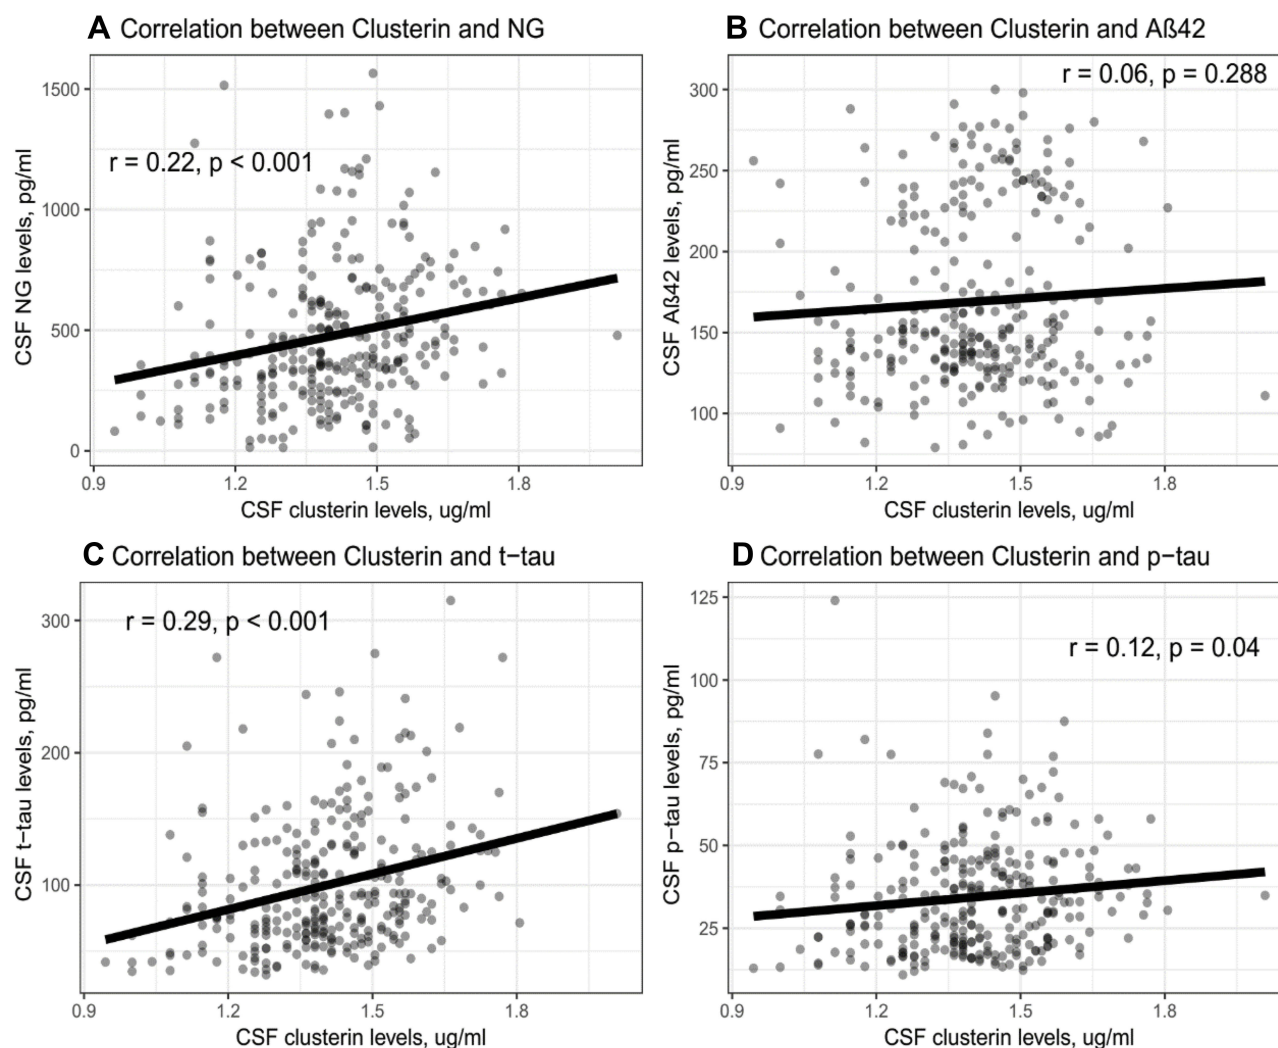 A Correlation between Clusterin and NG
CSF NG levels, pg/ml
1500
1000
500
0
r = 0.22, p < 0.001
0.9 1.2 1.5 1.8
CSF clusterin levels, ug/ml
B Correlation between Clusterin and Aß42
CSF Aß42 levels, pg/ml
300
250
200
150
100
r = 0.06, p = 0.288
0.9 1.2 1.5 1.8
CSF clusterin levels, ug/ml
C Correlation between Clusterin and t−tau
CSF t−tau levels, pg/ml
300
200
100
r = 0.29, p < 0.001
0.9 1.2 1.5 1.8
CSF clusterin levels, ug/ml
D Correlation between Clusterin and p−tau
CSF p−tau levels, pg/ml
125
100
75
50
25
r = 0.12, p = 0.04
0.9 1.2 1.5 1.8
CSF clusterin levels, ug/ml